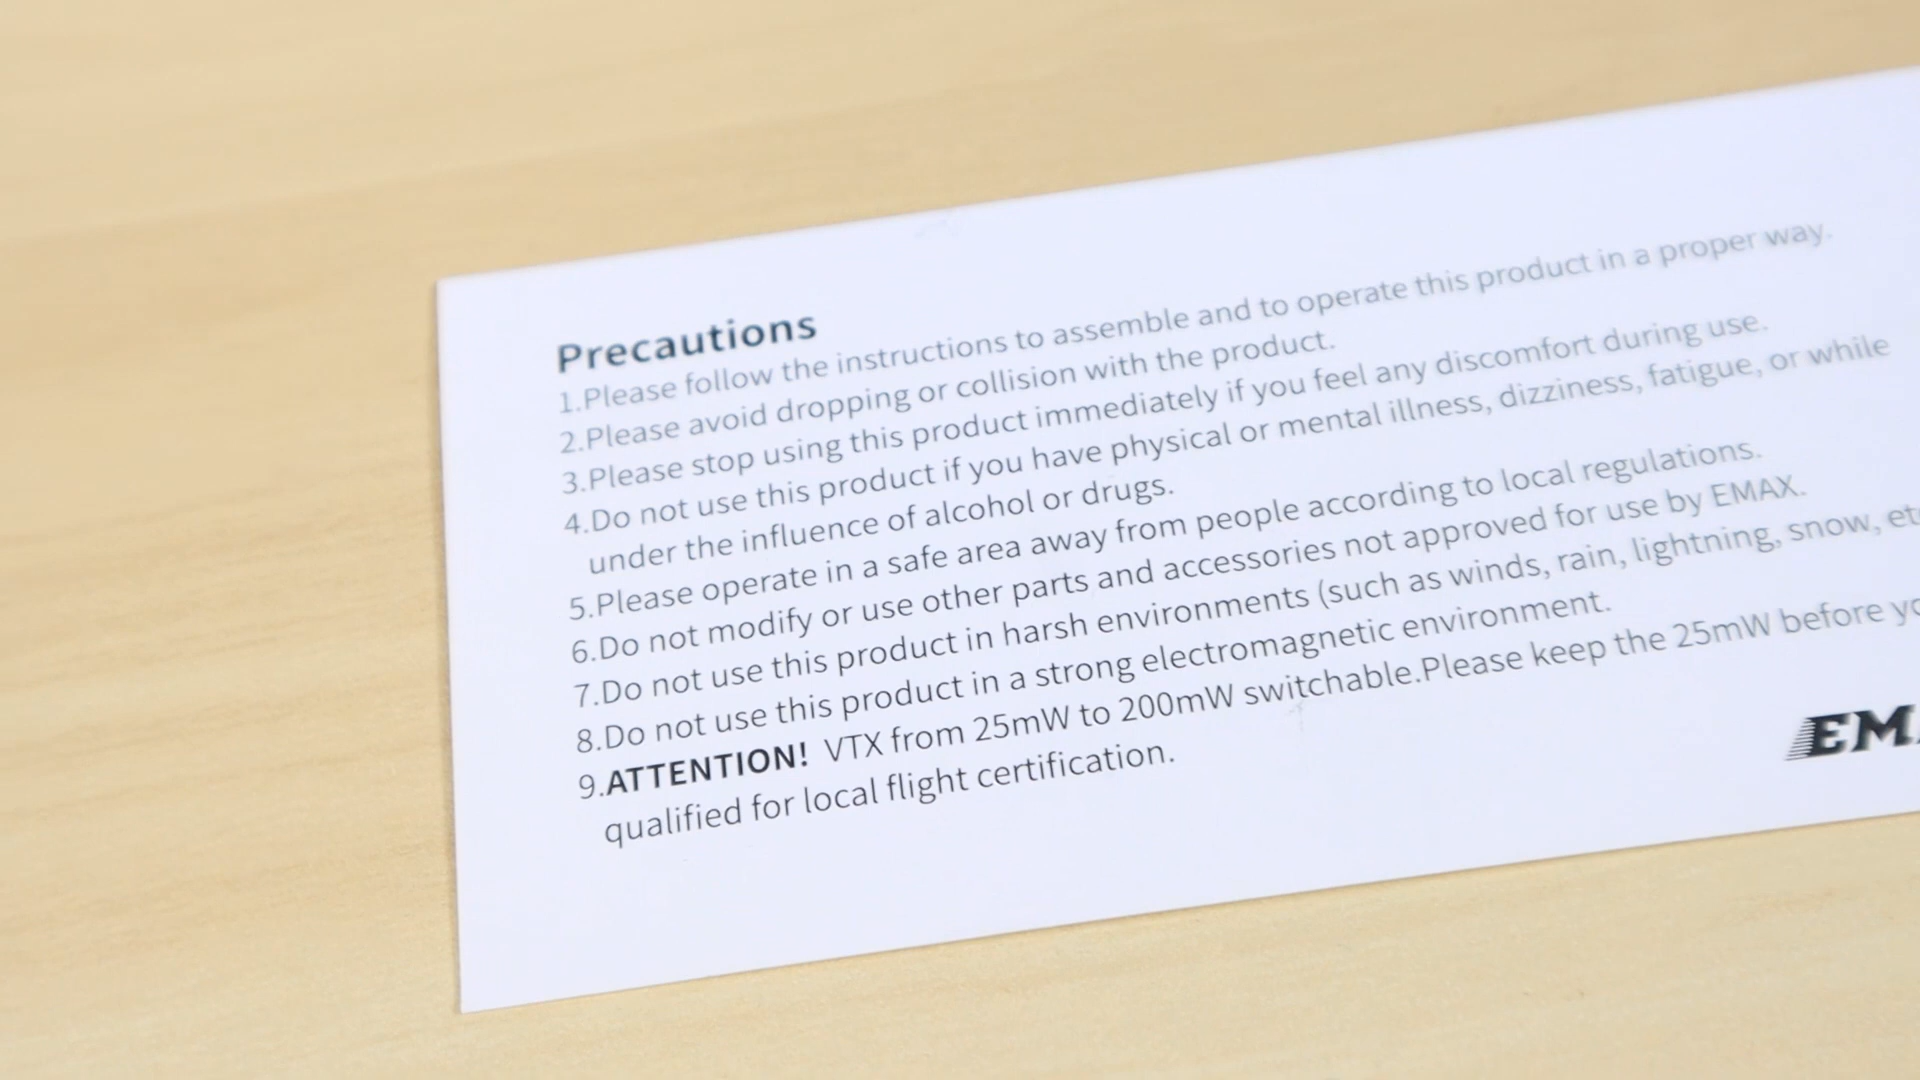 Precautions
1.Please follow the instructions to assemble and to operate this product in a proper way.
2.Please avoid dropping or collision with the product.
3.Please stop using this product immediately if you feel any discomfort during use.
4.Do not use this product if you have physical or mental illness, dizziness, fatigue, or while
under the influence of alcohol or drugs.
5.Please operate in a safe area away from people according to local regulations.
6.Do not modify or use other parts and accessories not approved for use by EMAX.
7.Do not use this product in harsh environments (such as winds, rain, lightning, snow, etc
8.Do not use this product in a strong electromagnetic environment.
9.ATTENTION! VTX from 25mW to 200mW switchable.Please keep the 25mW before
qualified for local flight certification.